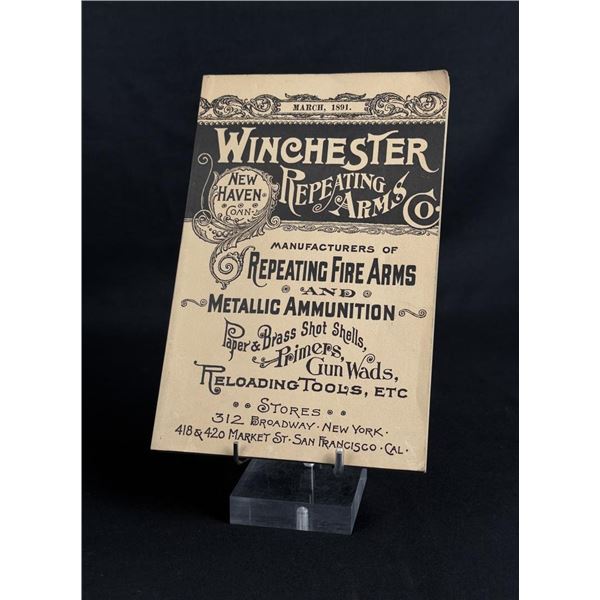 MARCH, 1891.
WINCHESTER
NEW HAVEN CONN.
REPEATING ARMS CO
MANUFACTURERS OF
REPEATING FIRE ARMS
AND
METALLIC AMMUNITION
Paper & Brass Shot Shells,
Primers,
Gun Wads,
RELOADING TOOLS, ETC
STORES
312 BROADWAY · NEW YORK ·
418 & 420 MARKET ST · SAN FRANCISCO · CAL ·